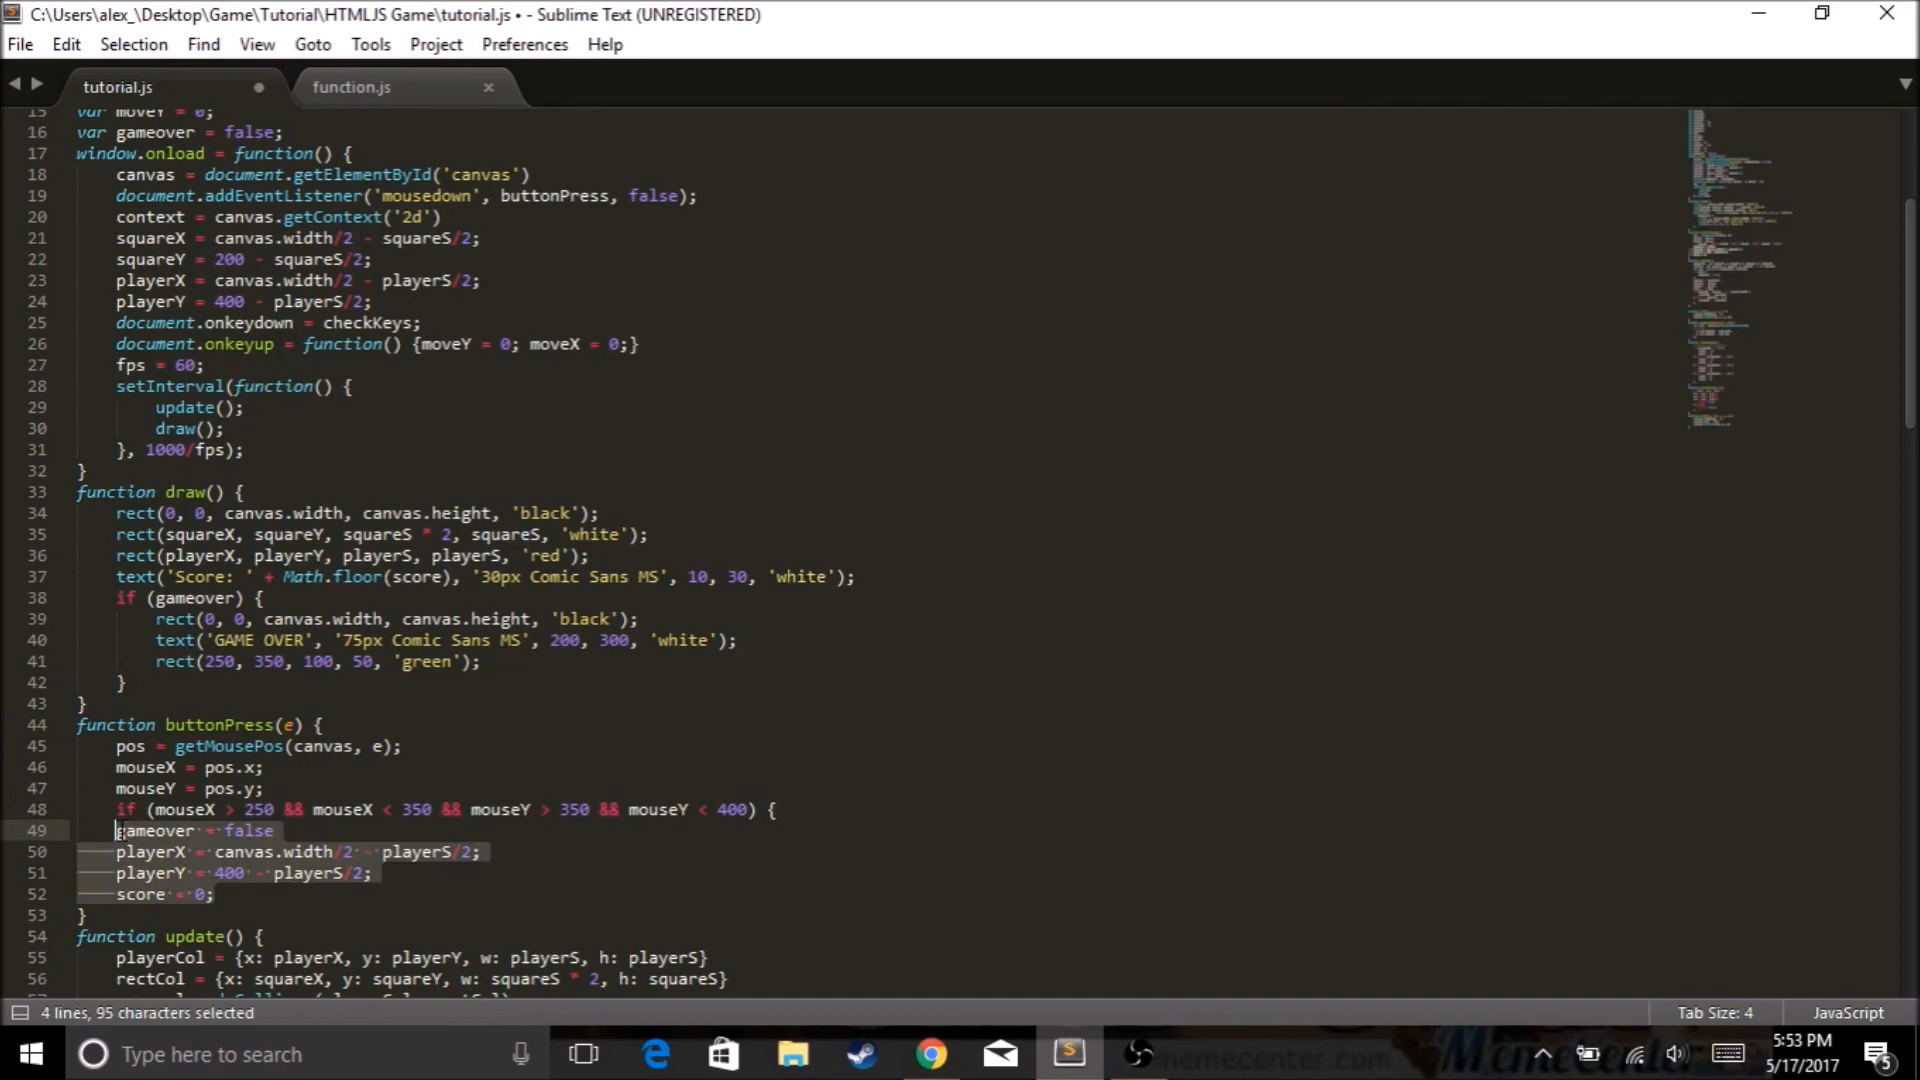 C:\Users\alex_\Desktop\Game\Tutorial\HTMLJS Game\tutorial.js • - Sublime Text (UNREGISTERED)
File Edit Selection Find View Goto Tools Project Preferences Help
tutorial.js function.js ×
15 var moveY = 0;
16 var gameover = false;
17 window.onload = function() {
18 canvas = document.getElementById('canvas')
19 document.addEventListener('mousedown', buttonPress, false);
20 context = canvas.getContext('2d')
21 squareX = canvas.width/2 - squareS/2;
22 squareY = 200 - squareS/2;
23 playerX = canvas.width/2 - playerS/2;
24 playerY = 400 - playerS/2;
25 document.onkeydown = checkKeys;
26 document.onkeyup = function() {moveY = 0; moveX = 0;}
27 fps = 60;
28 setInterval(function() {
29 update();
30 draw();
31 }, 1000/fps);
32 }
33 function draw() {
34 rect(0, 0, canvas.width, canvas.height, 'black');
35 rect(squareX, squareY, squareS * 2, squareS, 'white');
36 rect(playerX, playerY, playerS, playerS, 'red');
37 text('Score: ' + Math.floor(score), '30px Comic Sans MS', 10, 30, 'white');
38 if (gameover) {
39 rect(0, 0, canvas.width, canvas.height, 'black');
40 text('GAME OVER', '75px Comic Sans MS', 200, 300, 'white');
41 rect(250, 350, 100, 50, 'green');
42 }
43 }
44 function buttonPress(e) {
45 pos = getMousePos(canvas, e);
46 mouseX = pos.x;
47 mouseY = pos.y;
48 if (mouseX > 250 && mouseX < 350 && mouseY > 350 && mouseY < 400) {
49 gameover = false
50 playerX = canvas.width/2 - playerS/2;
51 playerY = 400 - playerS/2;
52 score = 0;
53 }
54 function update() {
55 playerCol = {x: playerX, y: playerY, w: playerS, h: playerS}
56 rectCol = {x: squareX, y: squareY, w: squareS * 2, h: squareS}
4 lines, 95 characters selected Tab Size: 4 JavaScript
Type here to search
memecenter.com
5:53 PM
5/17/2017
5